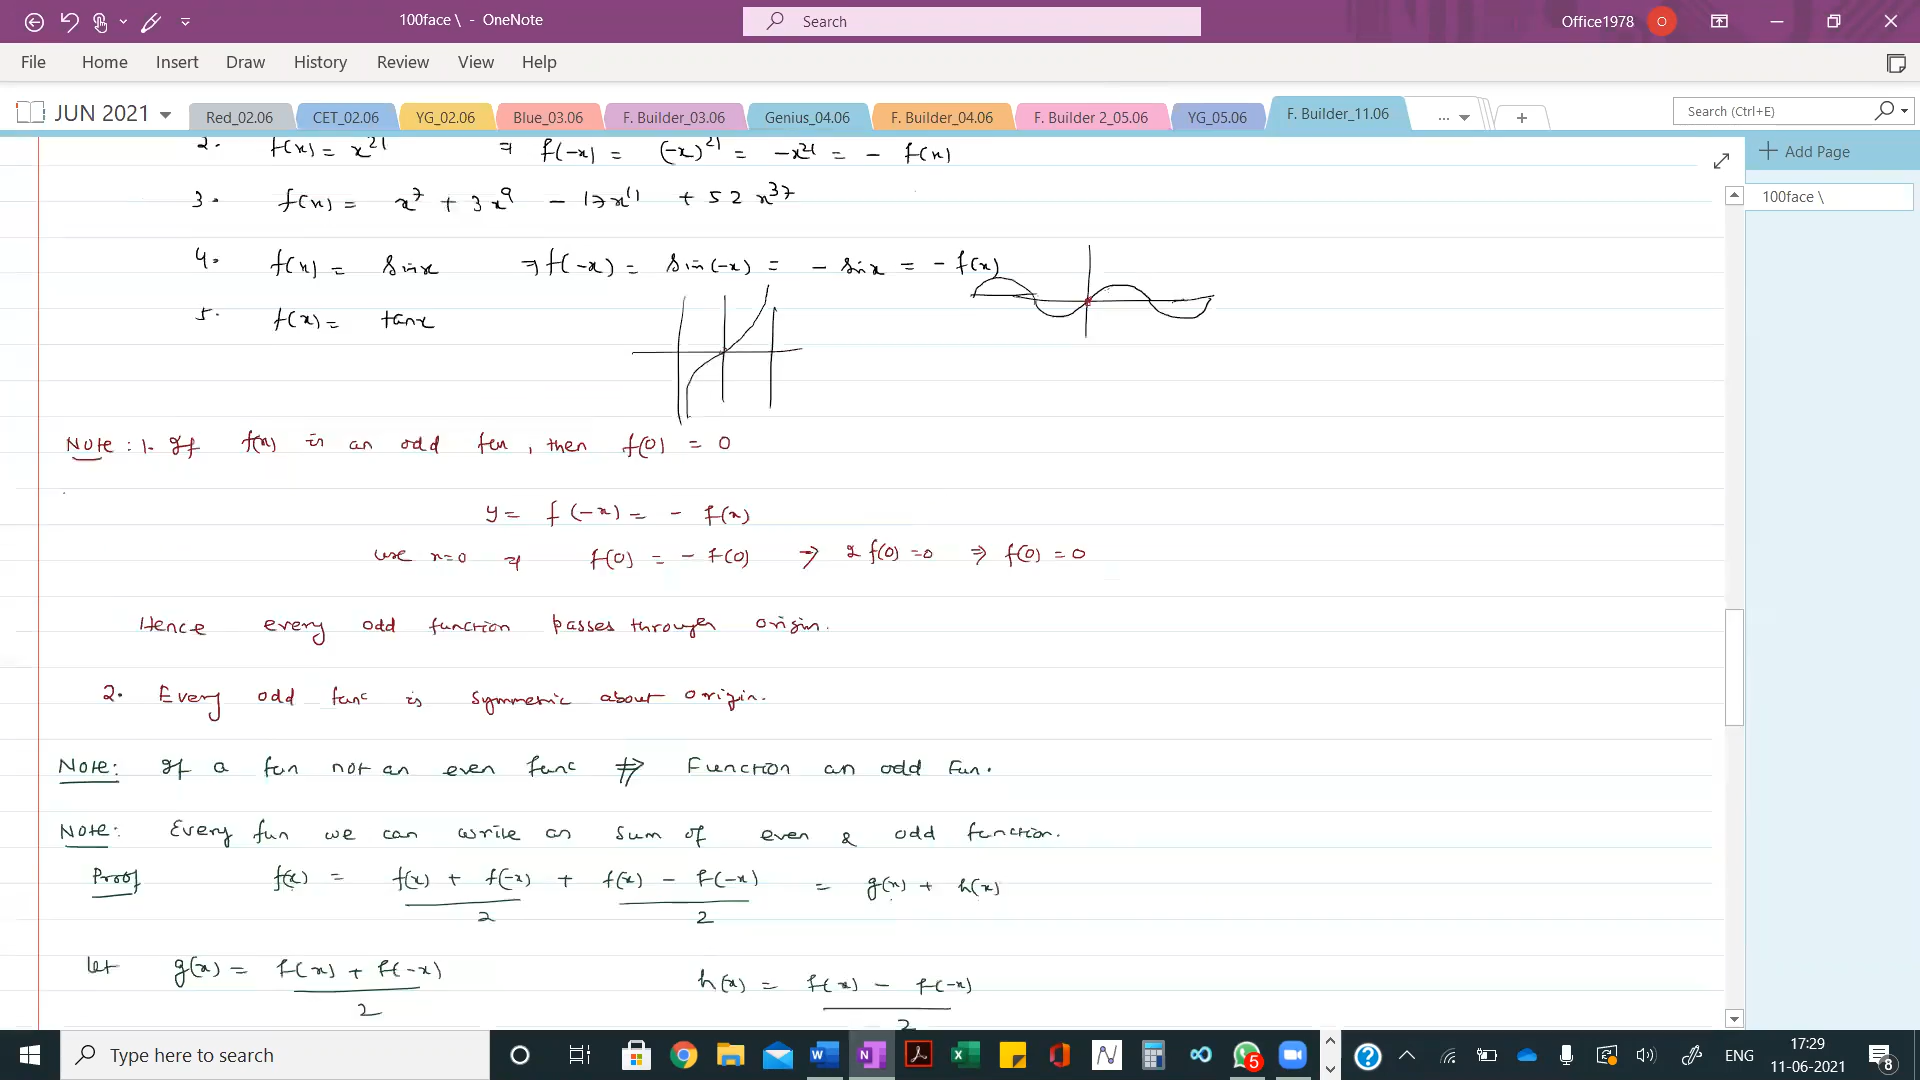 100face \ - OneNote
Search
Office1978
O
File Home Insert Draw History Review View Help
JUN 2021
Red_02.06 CET_02.06 YG_02.06 Blue_03.06 F. Builder_03.06 Genius_04.06 F. Builder_04.06 F. Builder 2_05.06 YG_05.06 F. Builder_11.06 ... +
Search (Ctrl+E)
Add Page
100face \
2. f(x) = x^21 ⇒ f(-x) = (-x)^21 = -x^21 = - f(x)
3. f(x) = x^7 + 3x^9 - 17x^11 + 52x^37
4. f(x) = sinx ⇒ f(-x) = sin(-x) = - sinx = - f(x)
5. f(x) = tanx
Note : 1. If f(x) is an odd fun, then f(0) = 0
y = f(-x) = - f(x)
use x=0 ⇒ f(0) = - f(0) → 2 f(0) = 0 ⇒ f(0) = 0
Hence every odd function passes through origin.
2. Every odd func is symmetric about origin.
Note: If a fun not an even func ⇏ Function an odd Fun.
Note: Every fun we can write as sum of even & odd function.
Proof f(x) = f(x) + f(-x)/2 + f(x) - f(-x)/2 = g(x) + h(x)
let g(x) = f(x) + f(-x)/2 h(x) = f(x) - f(-x)/2
Type here to search
5
ENG
17:29
11-06-2021
8